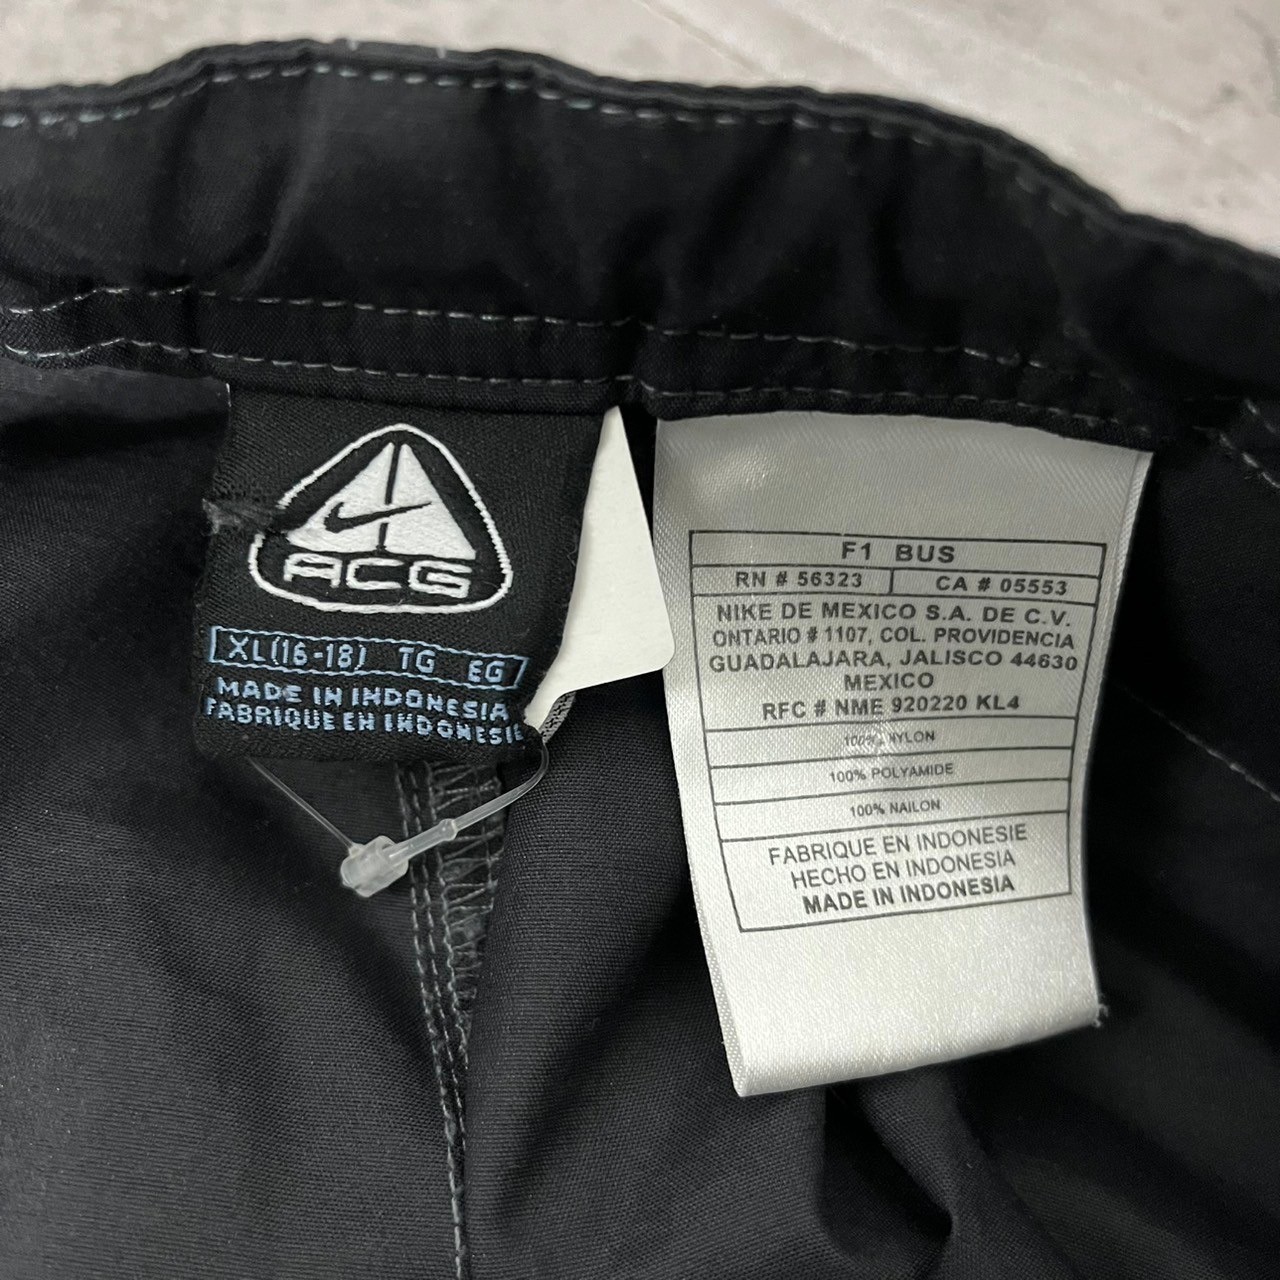 ACG
XL(16-18) TG EG
MADE IN INDONESIA
FABRIQUE EN INDONESIE
F1 BUS
RN # 56323 CA # 05553
NIKE DE MEXICO S.A. DE C.V.
ONTARIO # 1107, COL. PROVIDENCIA
GUADALAJARA, JALISCO 44630
MEXICO
RFC # NME 920220 KL4
100% NYLON
100% POLYAMIDE
100% NAILON
FABRIQUE EN INDONESIE
HECHO EN INDONESIA
MADE IN INDONESIA